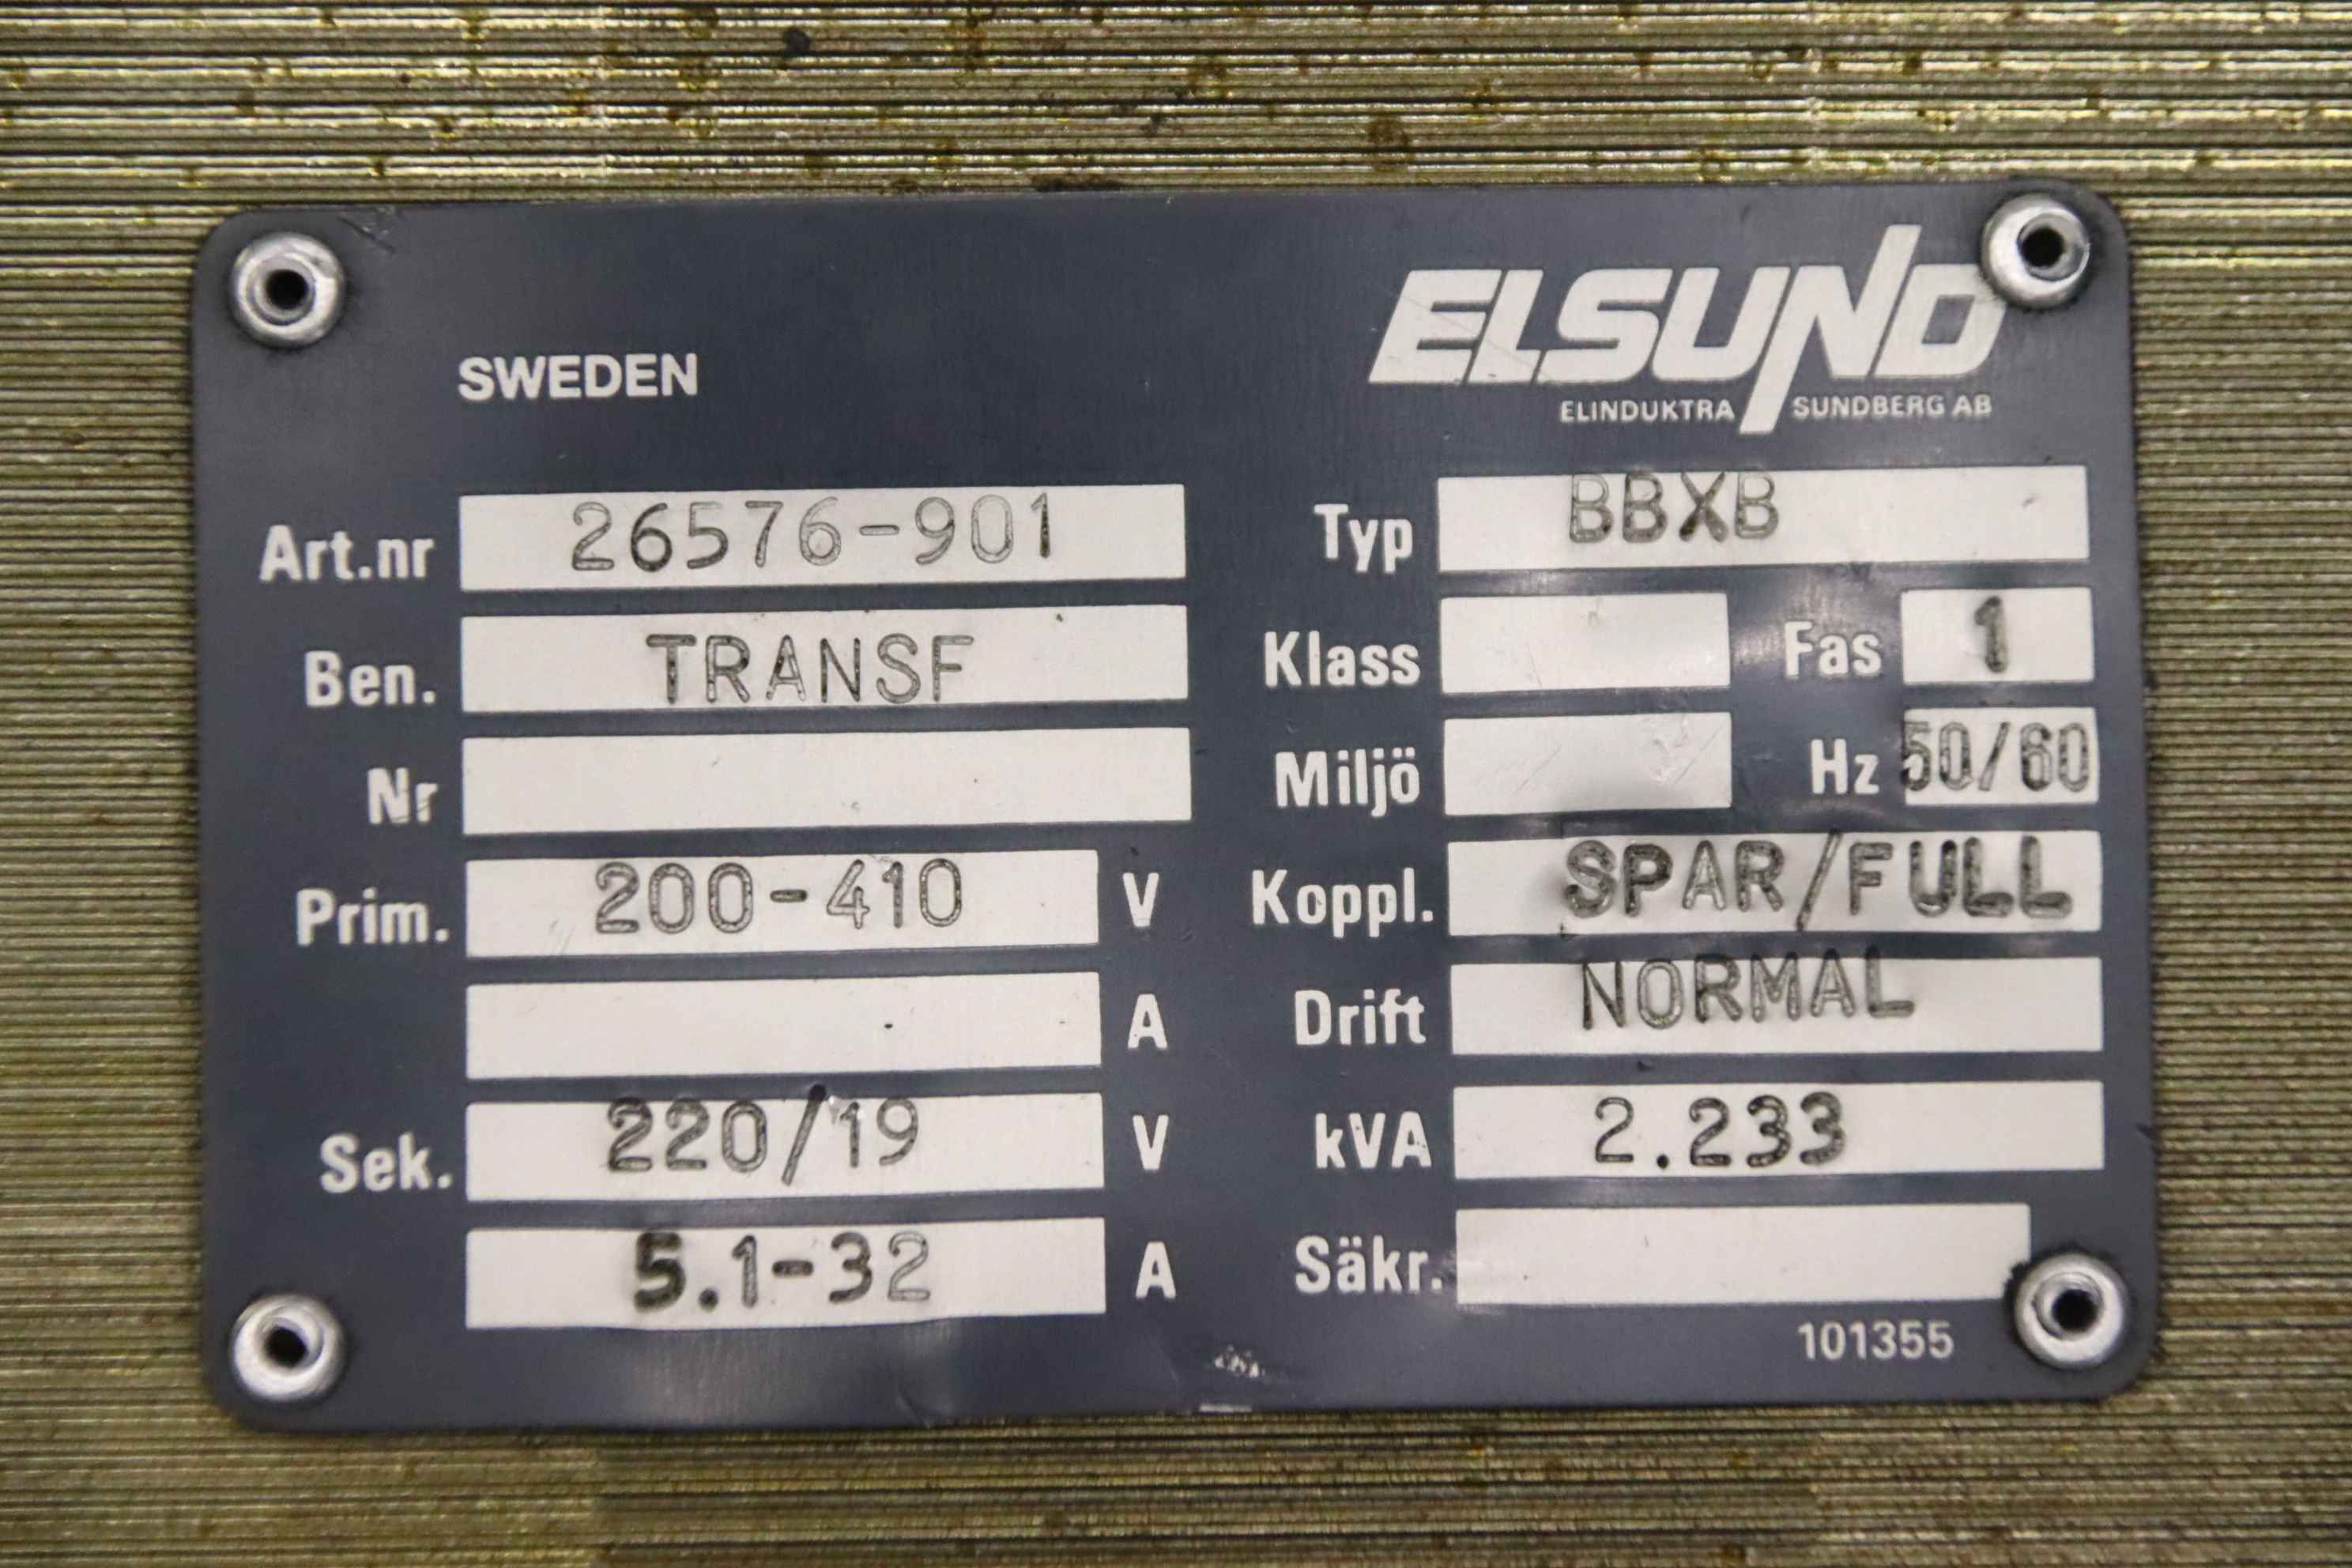 ELSUND
SWEDEN
ELINDUKTRA SUNDBERG AB
Art.nr 26576-901
Typ BBXB
Ben. TRANSF
Klass
Fas 1
Nr
Miljö
Hz 50/60
Prim. 200-410 V
Koppl. SPAR/FULL
A
Drift NORMAL
Sek. 220/19 V
kVA 2.233
5.1-32 A
Säkr.
101355